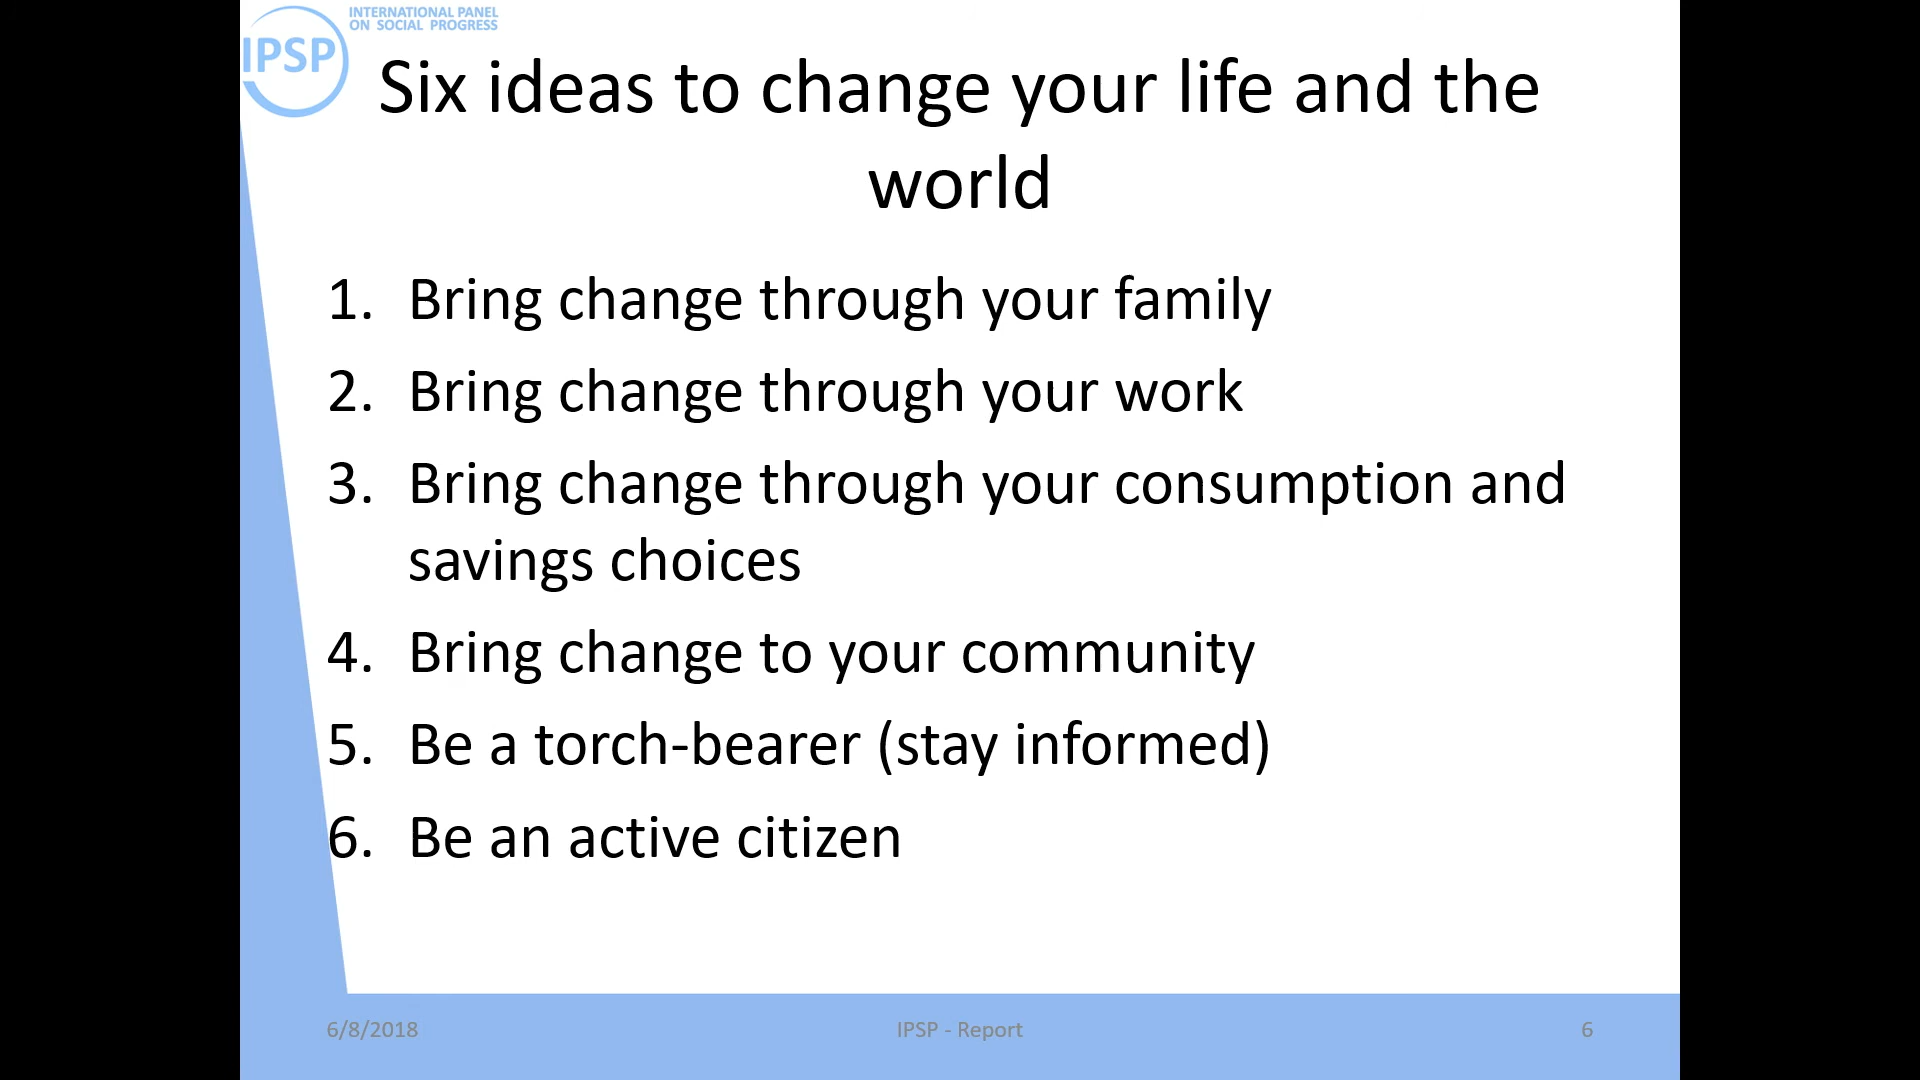 INTERNATIONAL PANEL
ON SOCIAL PROGRESS
IPSP
Six ideas to change your life and the
world
1. Bring change through your family
2. Bring change through your work
3. Bring change through your consumption and
savings choices
4. Bring change to your community
5. Be a torch-bearer (stay informed)
6. Be an active citizen
6/8/2018
IPSP - Report
6